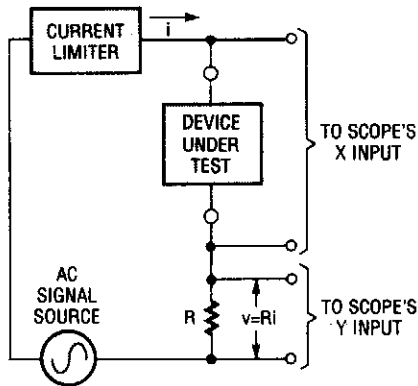 CURRENT
LIMITER
i
DEVICE
UNDER
TEST
TO SCOPE'S
X INPUT
AC
SIGNAL
SOURCE
R
v=Ri
TO SCOPE'S
Y INPUT